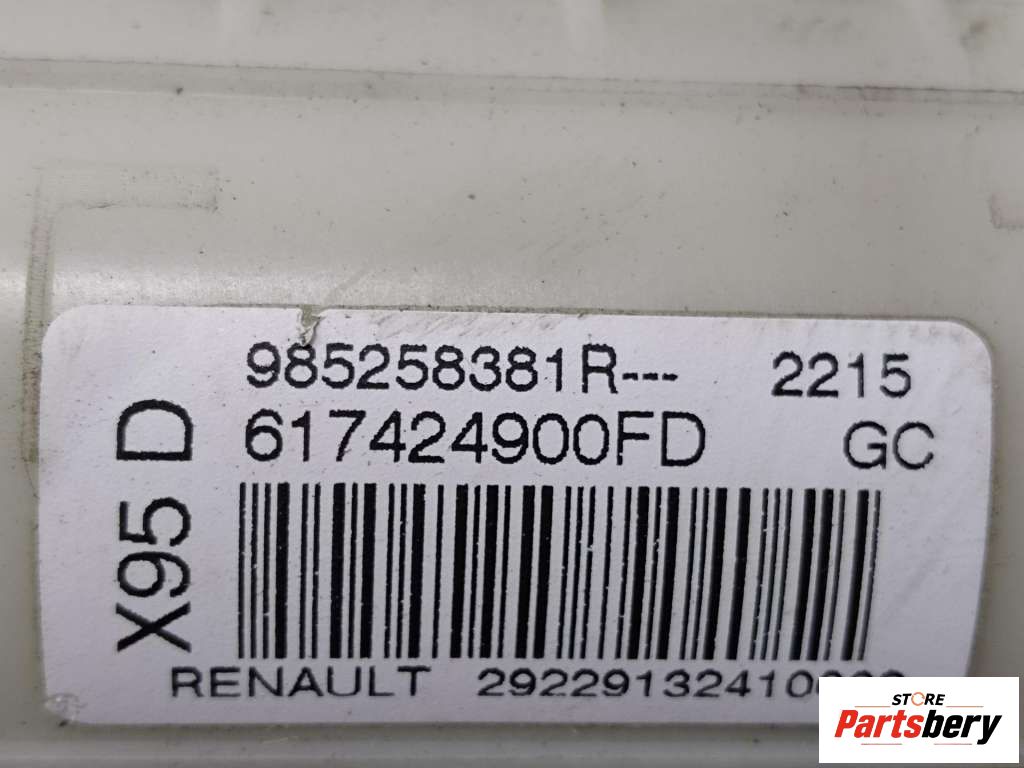 985258381R--- 2215
617424900FD GC
X95 D
RENAULT
STORE
Partsbery